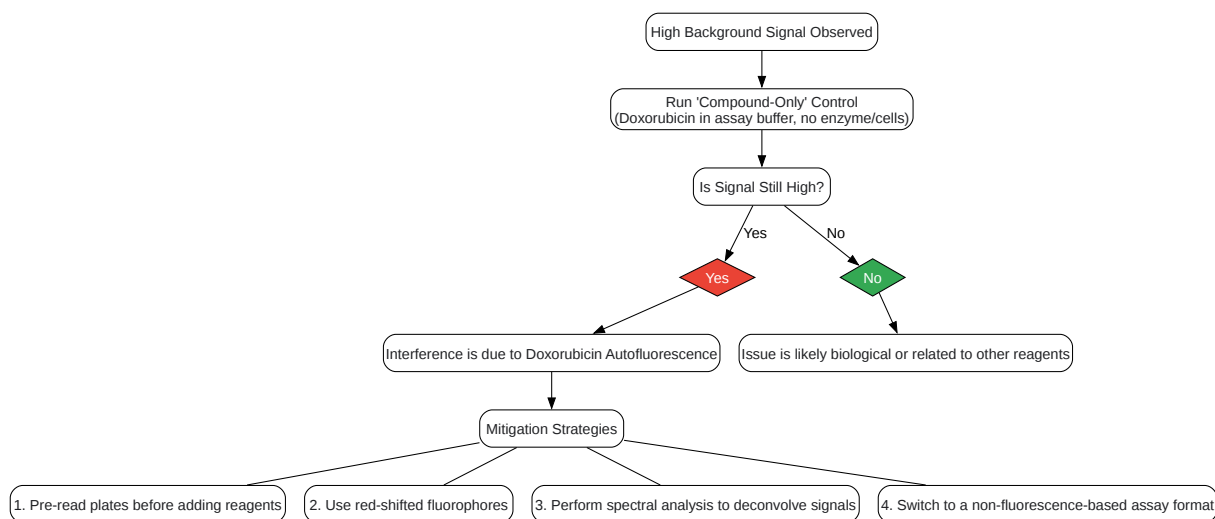 High Background Signal Observed
Run 'Compound-Only' Control
(Doxorubicin in assay buffer, no enzyme/cells)
Is Signal Still High?
Yes
No
Yes
No
Interference is due to Doxorubicin Autofluorescence
Issue is likely biological or related to other reagents
Mitigation Strategies
1. Pre-read plates before adding reagents
2. Use red-shifted fluorophores
3. Perform spectral analysis to deconvolve signals
4. Switch to a non-fluorescence-based assay format